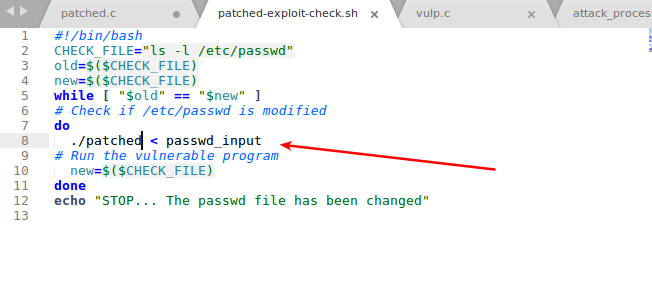 patched.c
patched-exploit-check.sh
vulp.c
attack_process
1 #!/bin/bash
2 CHECK_FILE="ls -l /etc/passwd"
3 old=$($CHECK_FILE)
4 new=$($CHECK_FILE)
5 while [ "$old" == "$new" ]
6 # Check if /etc/passwd is modified
7 do
8 ./patched < passwd_input
9 # Run the vulnerable program
10 new=$($CHECK_FILE)
11 done
12 echo "STOP... The passwd file has been changed"
13